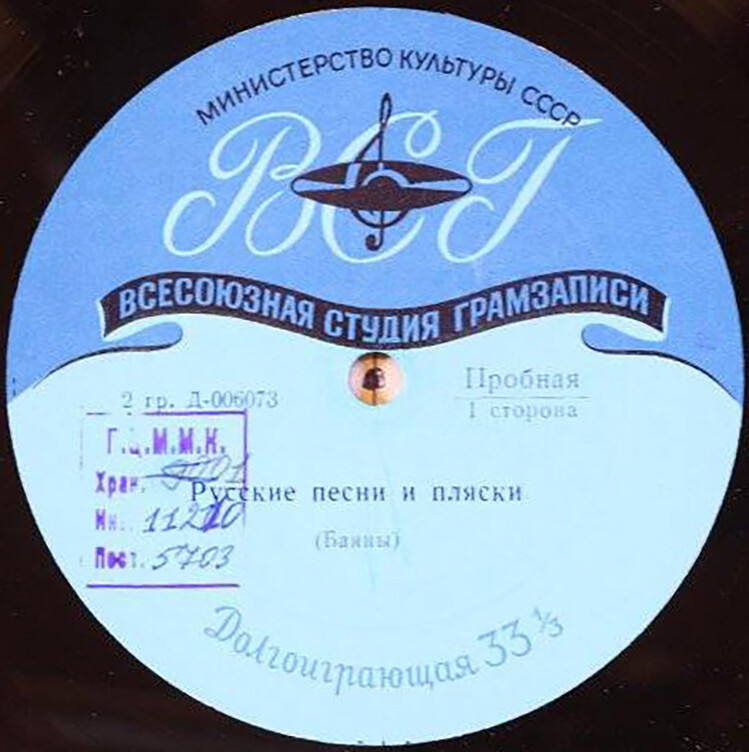 МИНИСТЕРСТВО КУЛЬТУРЫ СССР
ВСГ
ВСЕСОЮЗНАЯ СТУДИЯ ГРАМЗАПИСИ
2 гр. Д-006073
Пробная
1 сторона
Г.Ц.М.М.К.
Хран.
Ин. 11210
Пост. 5703
Русские песни и пляски
(Баяны)
Долгоиграющая 33 1/3